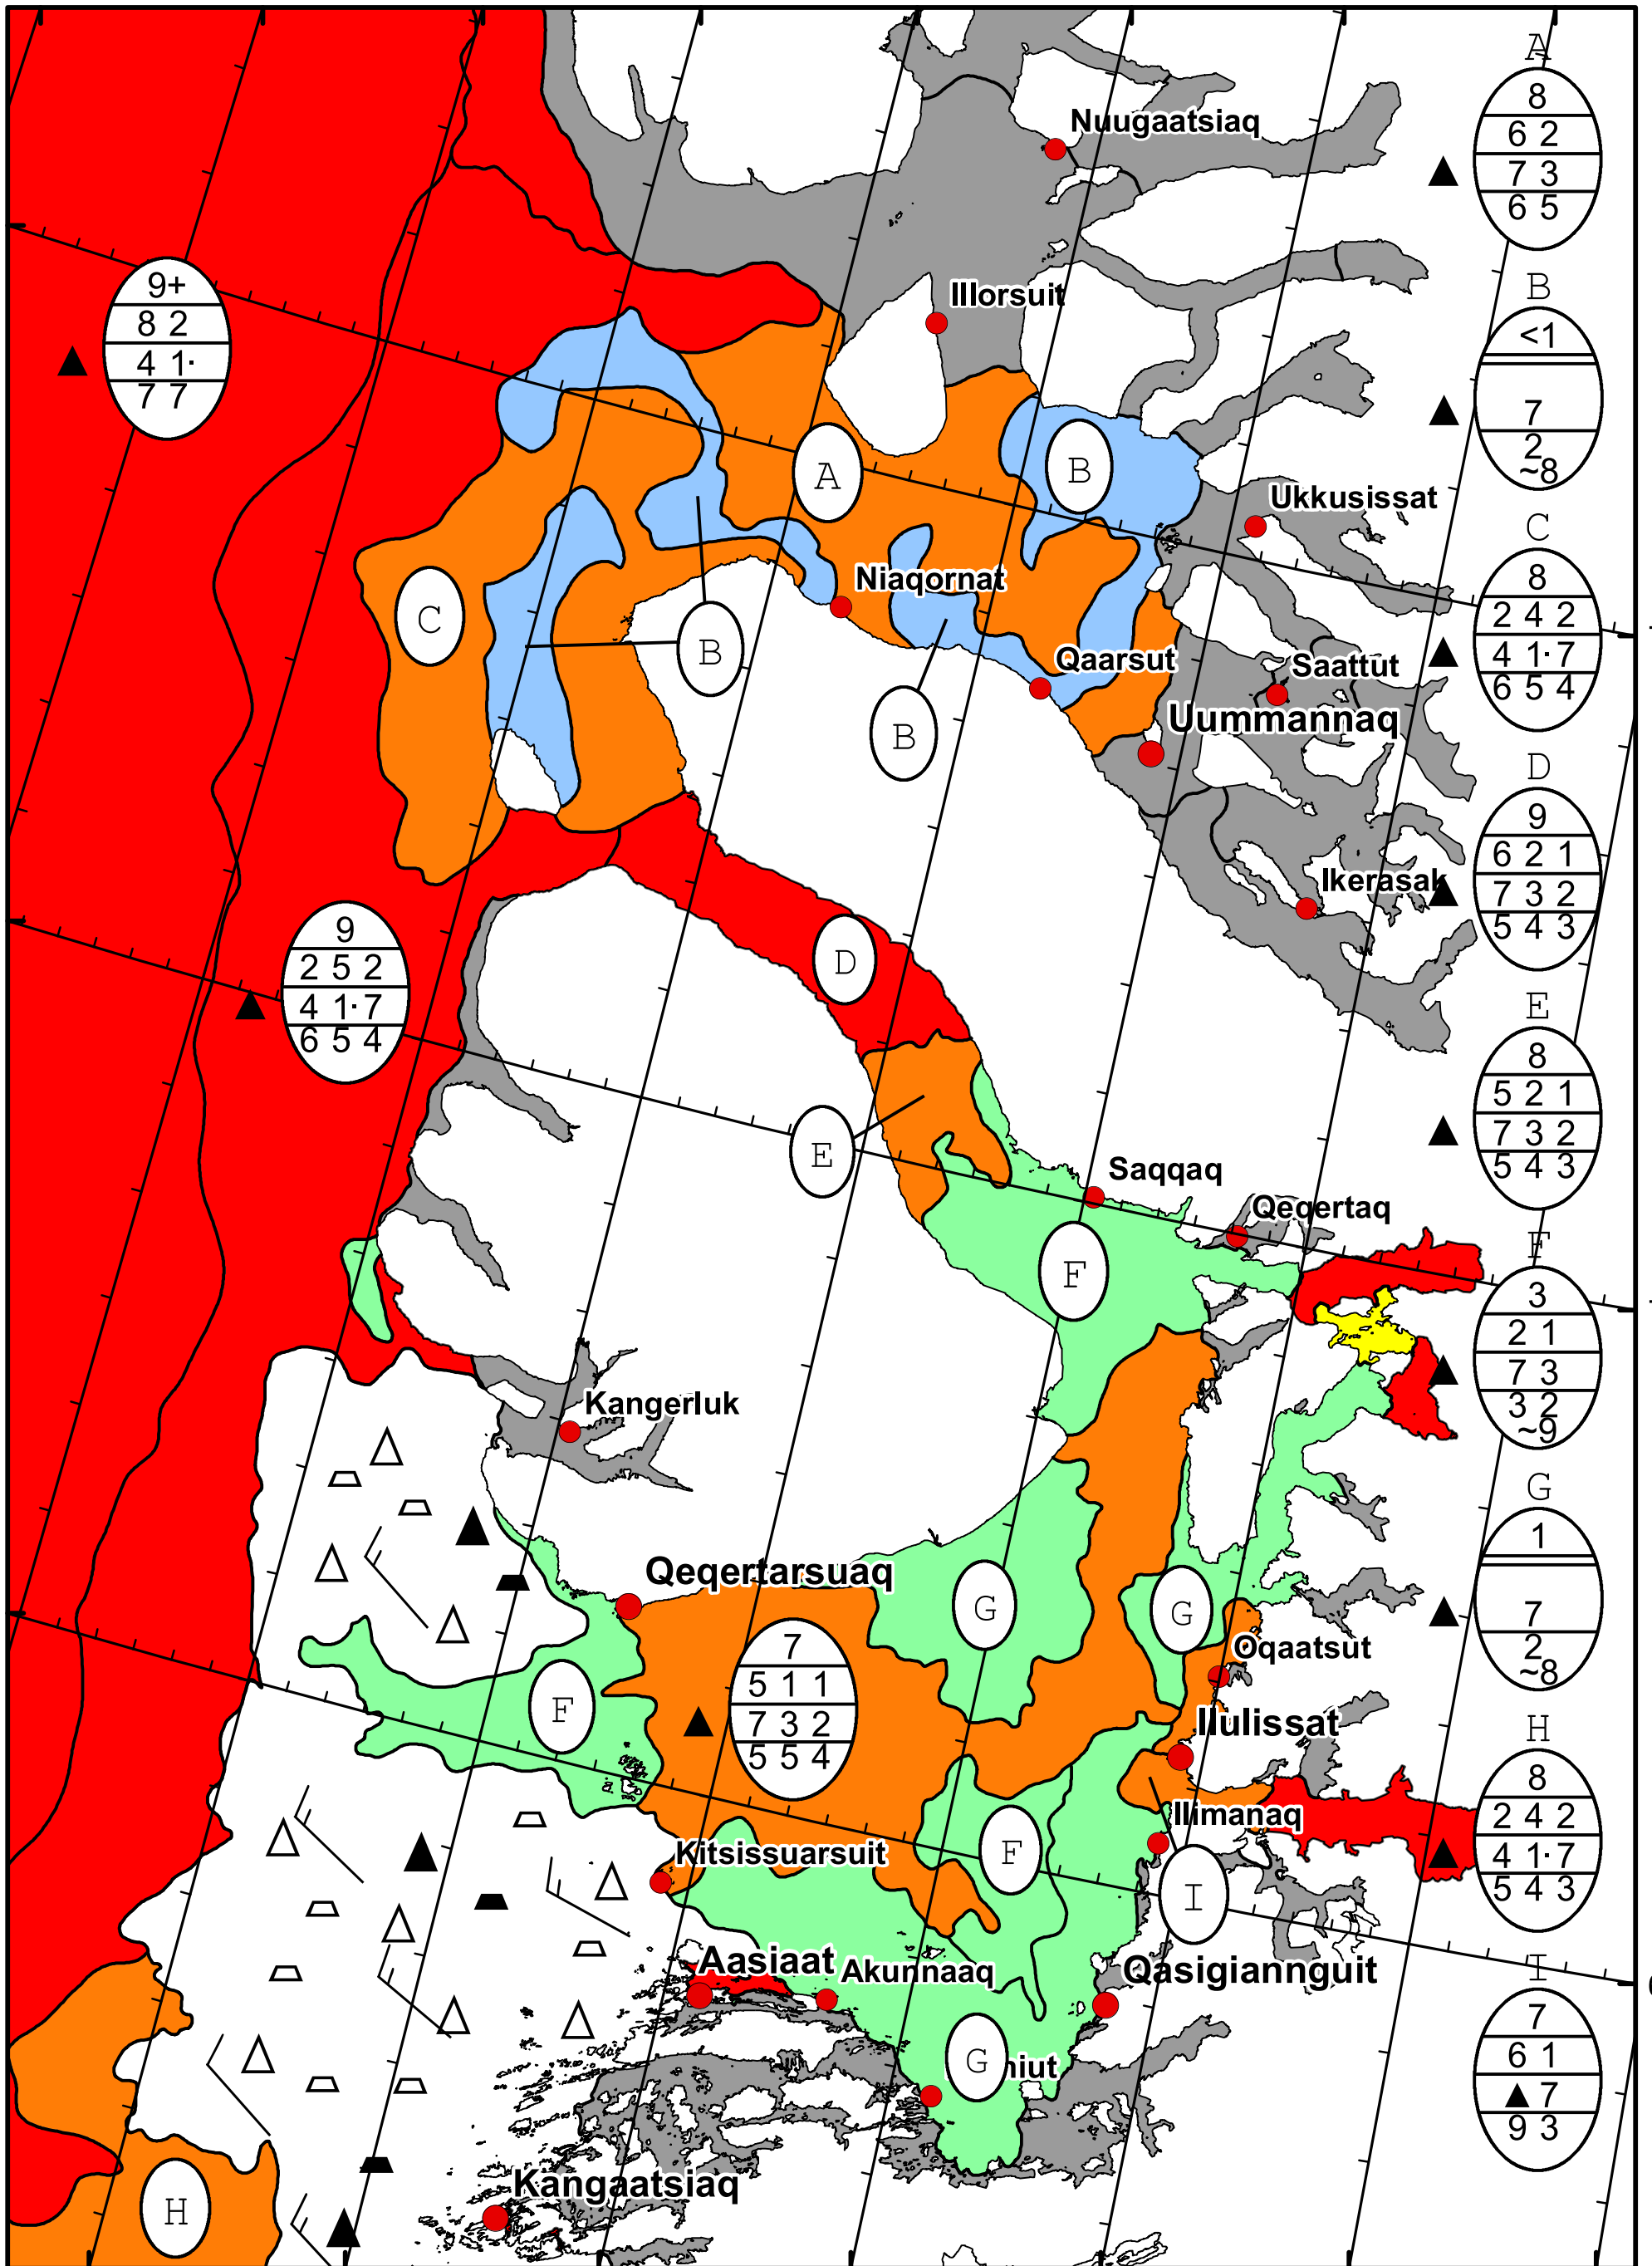 A
8
6 2
7 3
6 5
Nuugaatsiaq
9+
8 2
4 1·
7 7
Illorsuit
B
<1
7
2
~8
A
B
Ukkusissat
C
8
2 4 2
4 1· 7
6 5 4
Niaqornat
C
B
Qaarsut
Saattut
B
Uummannaq
D
9
6 2 1
7 3 2
5 4 3
Ikerasak
9
2 5 2
4 1· 7
6 5 4
D
E
8
5 2 1
7 3 2
5 4 3
E
Saqqaq
Qeqertaq
F
F
3
2 1
7 3
3 2
~9
Kangerluk
G
1
7
2
~8
Qeqertarsuaq
G
G
Oqaatsut
7
5 1 1
7 3 2
5 5 4
F
Ilulissat
H
8
2 4 2
4 1· 7
5 4 3
Ilimanaq
Kitsissuarsuit
F
I
Aasiaat
Akunnaaq
Qasigiannguit
I
7
6 1
7
9 3
G
niut
Kangaatsiaq
H